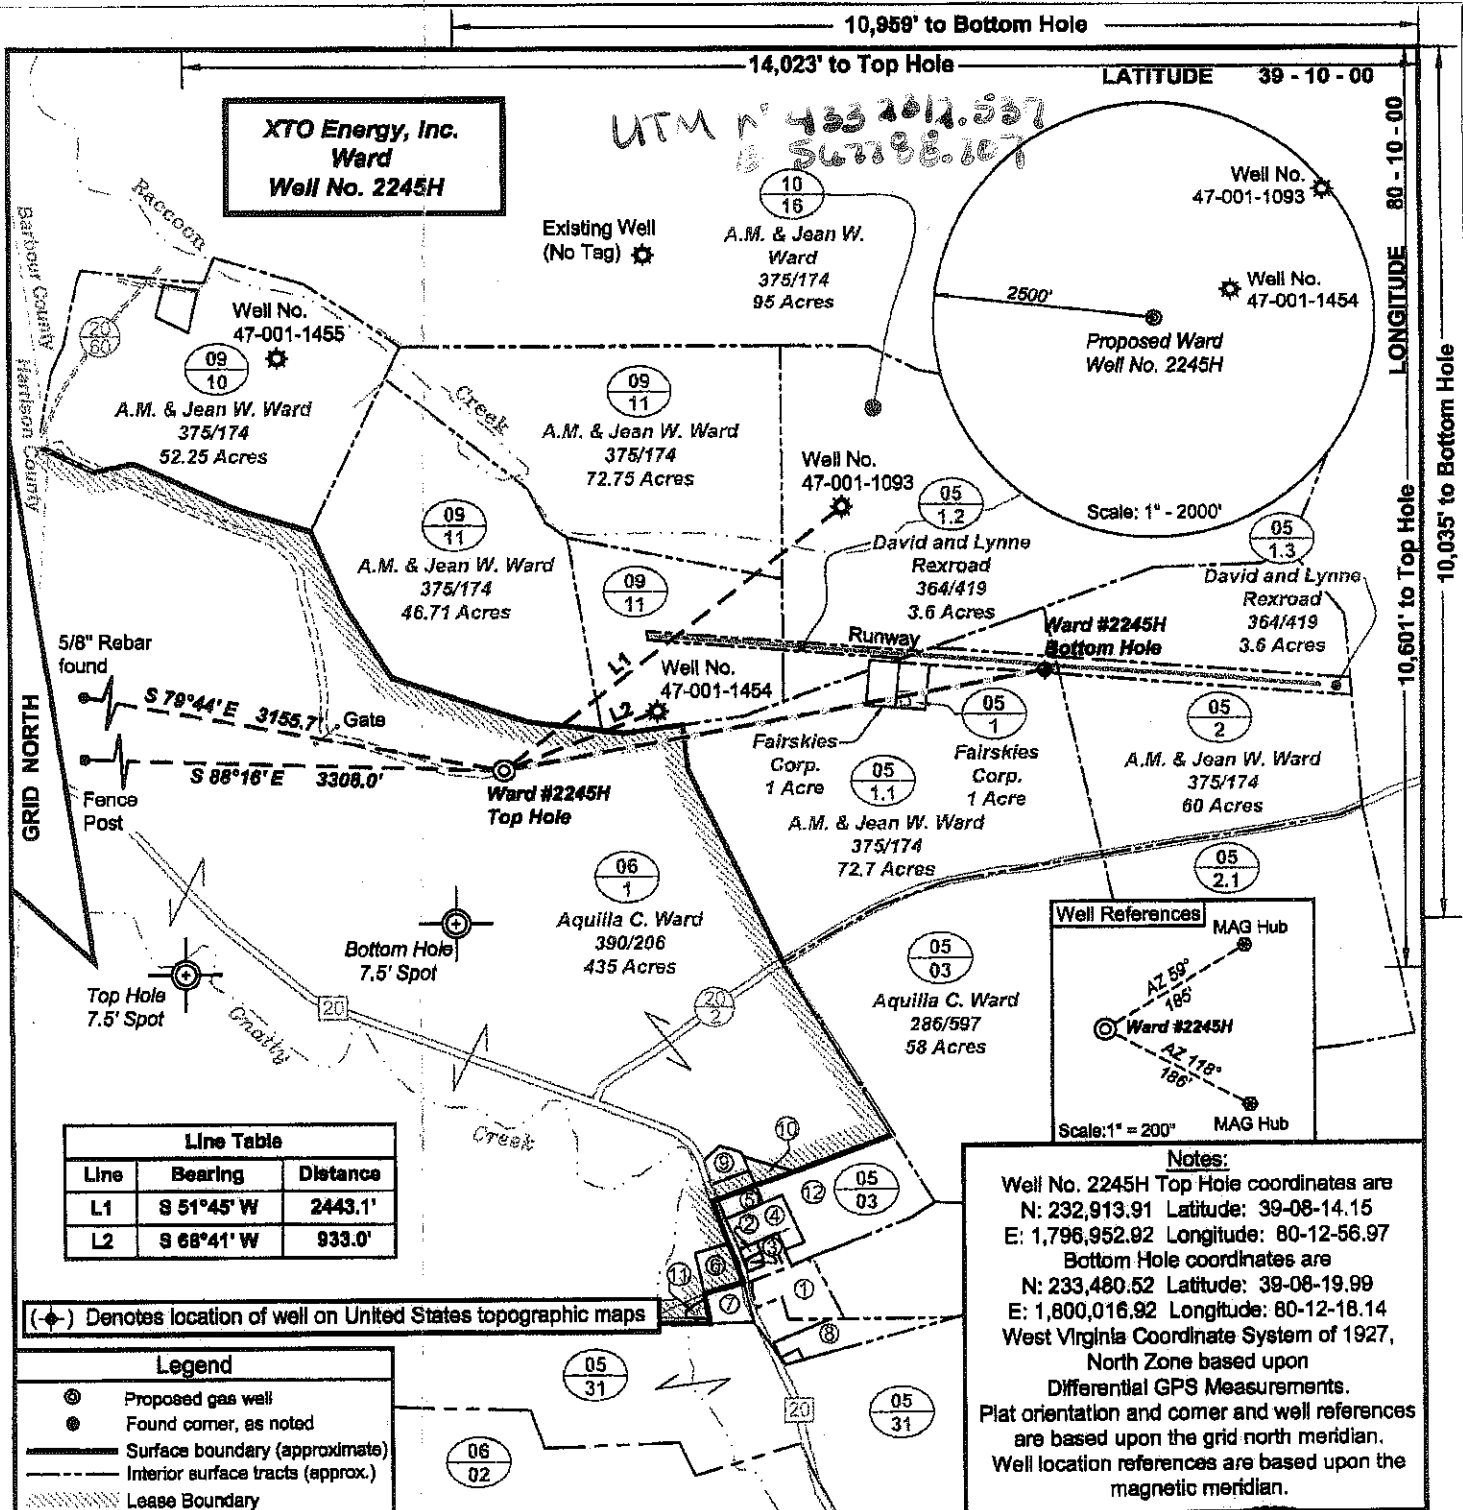 10,959' to Bottom Hole
14,023' to Top Hole
LATITUDE 39 - 10 - 00
LONGITUDE 80 - 10 - 00
10,601' to Top Hole
10,035' to Bottom Hole
XTO Energy, Inc.
Ward
Well No. 2245H
UTM
Raccoon
Creek
Barbour County
Harrison County
20
60
Existing Well
(No Tag)
10
16
A.M. & Jean W.
Ward
375/174
95 Acres
Well No.
47-001-1093
Well No.
47-001-1454
2500'
Proposed Ward
Well No. 2245H
Scale: 1" - 2000'
Well No.
47-001-1455
09
10
A.M. & Jean W. Ward
375/174
52.25 Acres
09
11
A.M. & Jean W. Ward
375/174
72.75 Acres
Well No.
47-001-1093
09
11
A.M. & Jean W. Ward
375/174
46.71 Acres
09
11
05
1.2
David and Lynne
Rexroad
364/419
3.6 Acres
05
1.3
David and Lynne
Rexroad
364/419
3.6 Acres
Runway
Ward #2245H
Bottom Hole
L1
L2
Well No.
47-001-1454
5/8" Rebar
found
S 79°44' E 3155.7'
Gate
S 88°16' E 3308.0'
Fence
Post
GRID NORTH
Ward #2245H
Top Hole
Fairskies
Corp.
1 Acre
05
1
Fairskies
Corp.
1 Acre
05
1.1
A.M. & Jean W. Ward
375/174
72.7 Acres
05
2
A.M. & Jean W. Ward
375/174
60 Acres
05
2.1
06
1
Aquilla C. Ward
390/206
435 Acres
05
03
Aquilla C. Ward
286/597
58 Acres
Bottom Hole
7.5' Spot
Top Hole
7.5' Spot
Gnatty
Creek
20
20
2
Well References
MAG Hub
AZ 59°
185'
Ward #2245H
AZ 118°
186'
MAG Hub
Scale:1" = 200"
Line Table
Line Bearing Distance
L1 S 51°45' W 2443.1'
L2 S 68°41' W 933.0'
10
9
12
05
03
5
2
4
3
6
11
7
1
8
(-●-) Denotes location of well on United States topographic maps
Legend
Proposed gas well
Found corner, as noted
Surface boundary (approximate)
Interior surface tracts (approx.)
Lease Boundary
05
31
20
05
31
06
02
Notes:
Well No. 2245H Top Hole coordinates are
N: 232,913.91 Latitude: 39-08-14.15
E: 1,796,952.92 Longitude: 80-12-56.97
Bottom Hole coordinates are
N: 233,480.52 Latitude: 39-08-19.99
E: 1,800,016.92 Longitude: 80-12-18.14
West Virginia Coordinate System of 1927,
North Zone based upon
Differential GPS Measurements.
Plat orientation and corner and well references
are based upon the grid north meridian.
Well location references are based upon the
magnetic meridian.